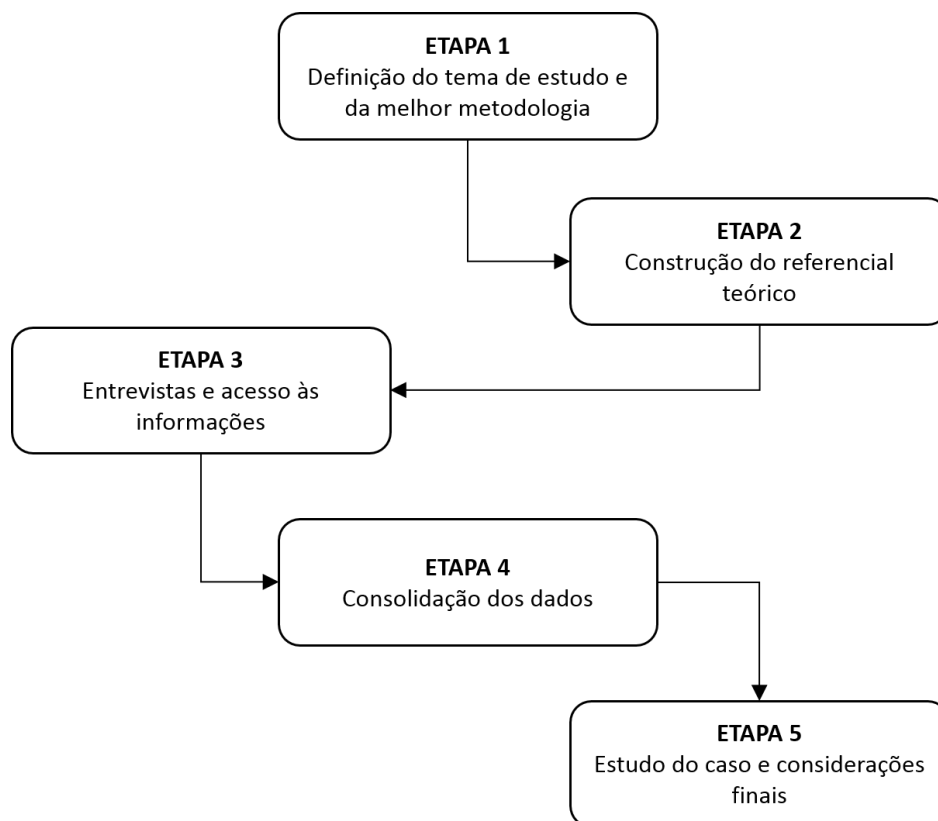 ETAPA 1
Definição do tema de estudo e
da melhor metodologia
ETAPA 2
Construção do referencial
teórico
ETAPA 3
Entrevistas e acesso às
informações
ETAPA 4
Consolidação dos dados
ETAPA 5
Estudo do caso e considerações
finais